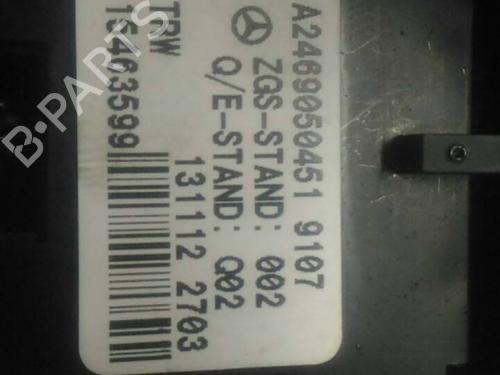 A2469050451 9107
ZGS-STAND: 002
Q/E-STAND: Q02
TRW 131112 2703
15463599
B-PARTS